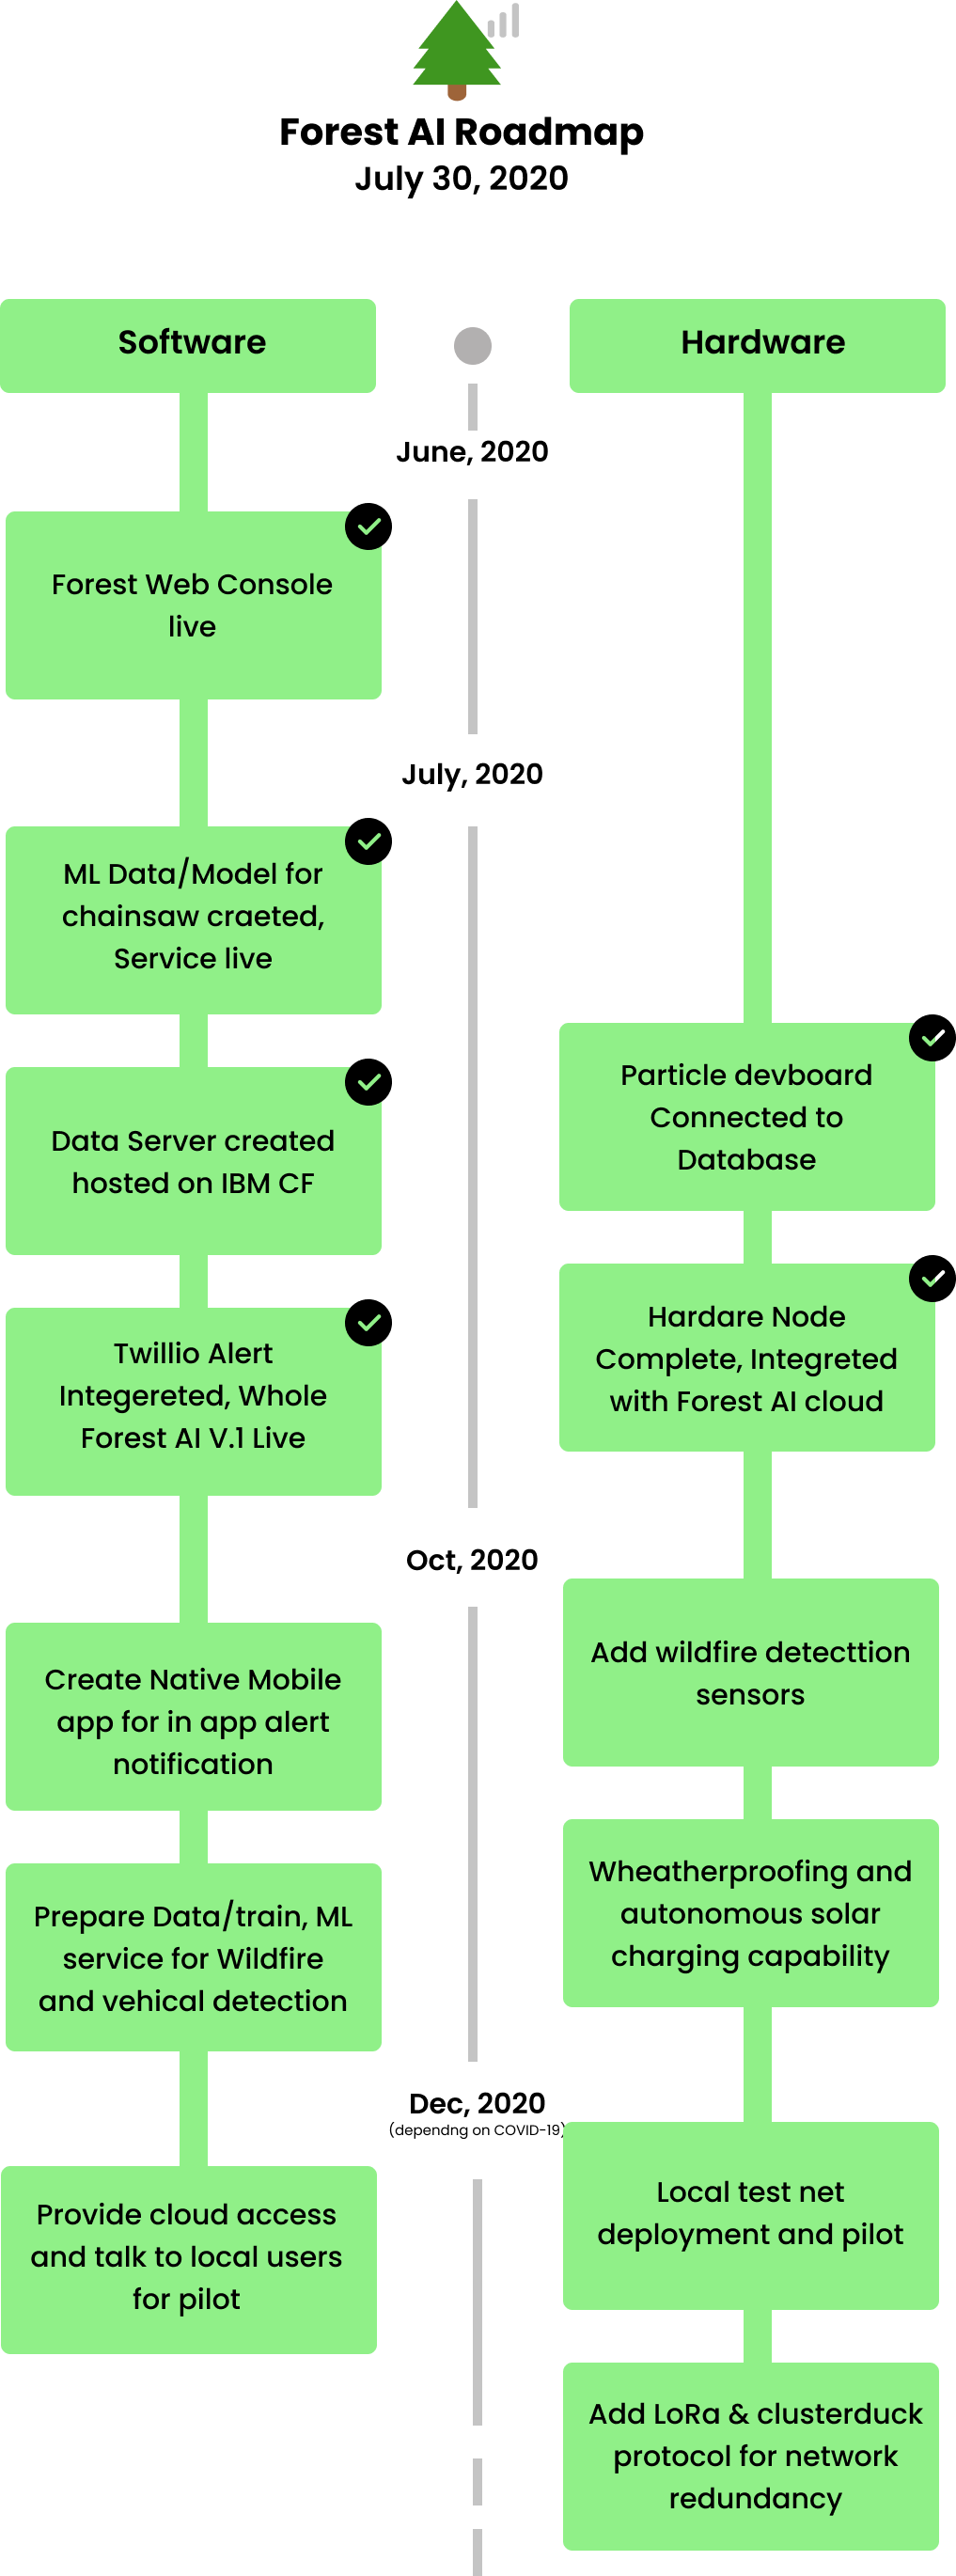 Forest AI Roadmap
July 30, 2020
Software
Hardware
June, 2020
Forest Web Console
live
July, 2020
ML Data/Model for
chainsaw craeted,
Service live
Particle devboard
Connected to
Database
Data Server created
hosted on IBM CF
Hardare Node
Complete, Integreted
with Forest AI cloud
Twillio Alert
Integereted, Whole
Forest AI V.1 Live
Oct, 2020
Add wildfire detecttion
sensors
Create Native Mobile
app for in app alert
notification
Wheatherproofing and
autonomous solar
charging capability
Prepare Data/train, ML
service for Wildfire
and vehical detection
Dec, 2020
(dependng on COVID-19)
Local test net
deployment and pilot
Provide cloud access
and talk to local users
for pilot
Add LoRa & clusterduck
protocol for network
redundancy